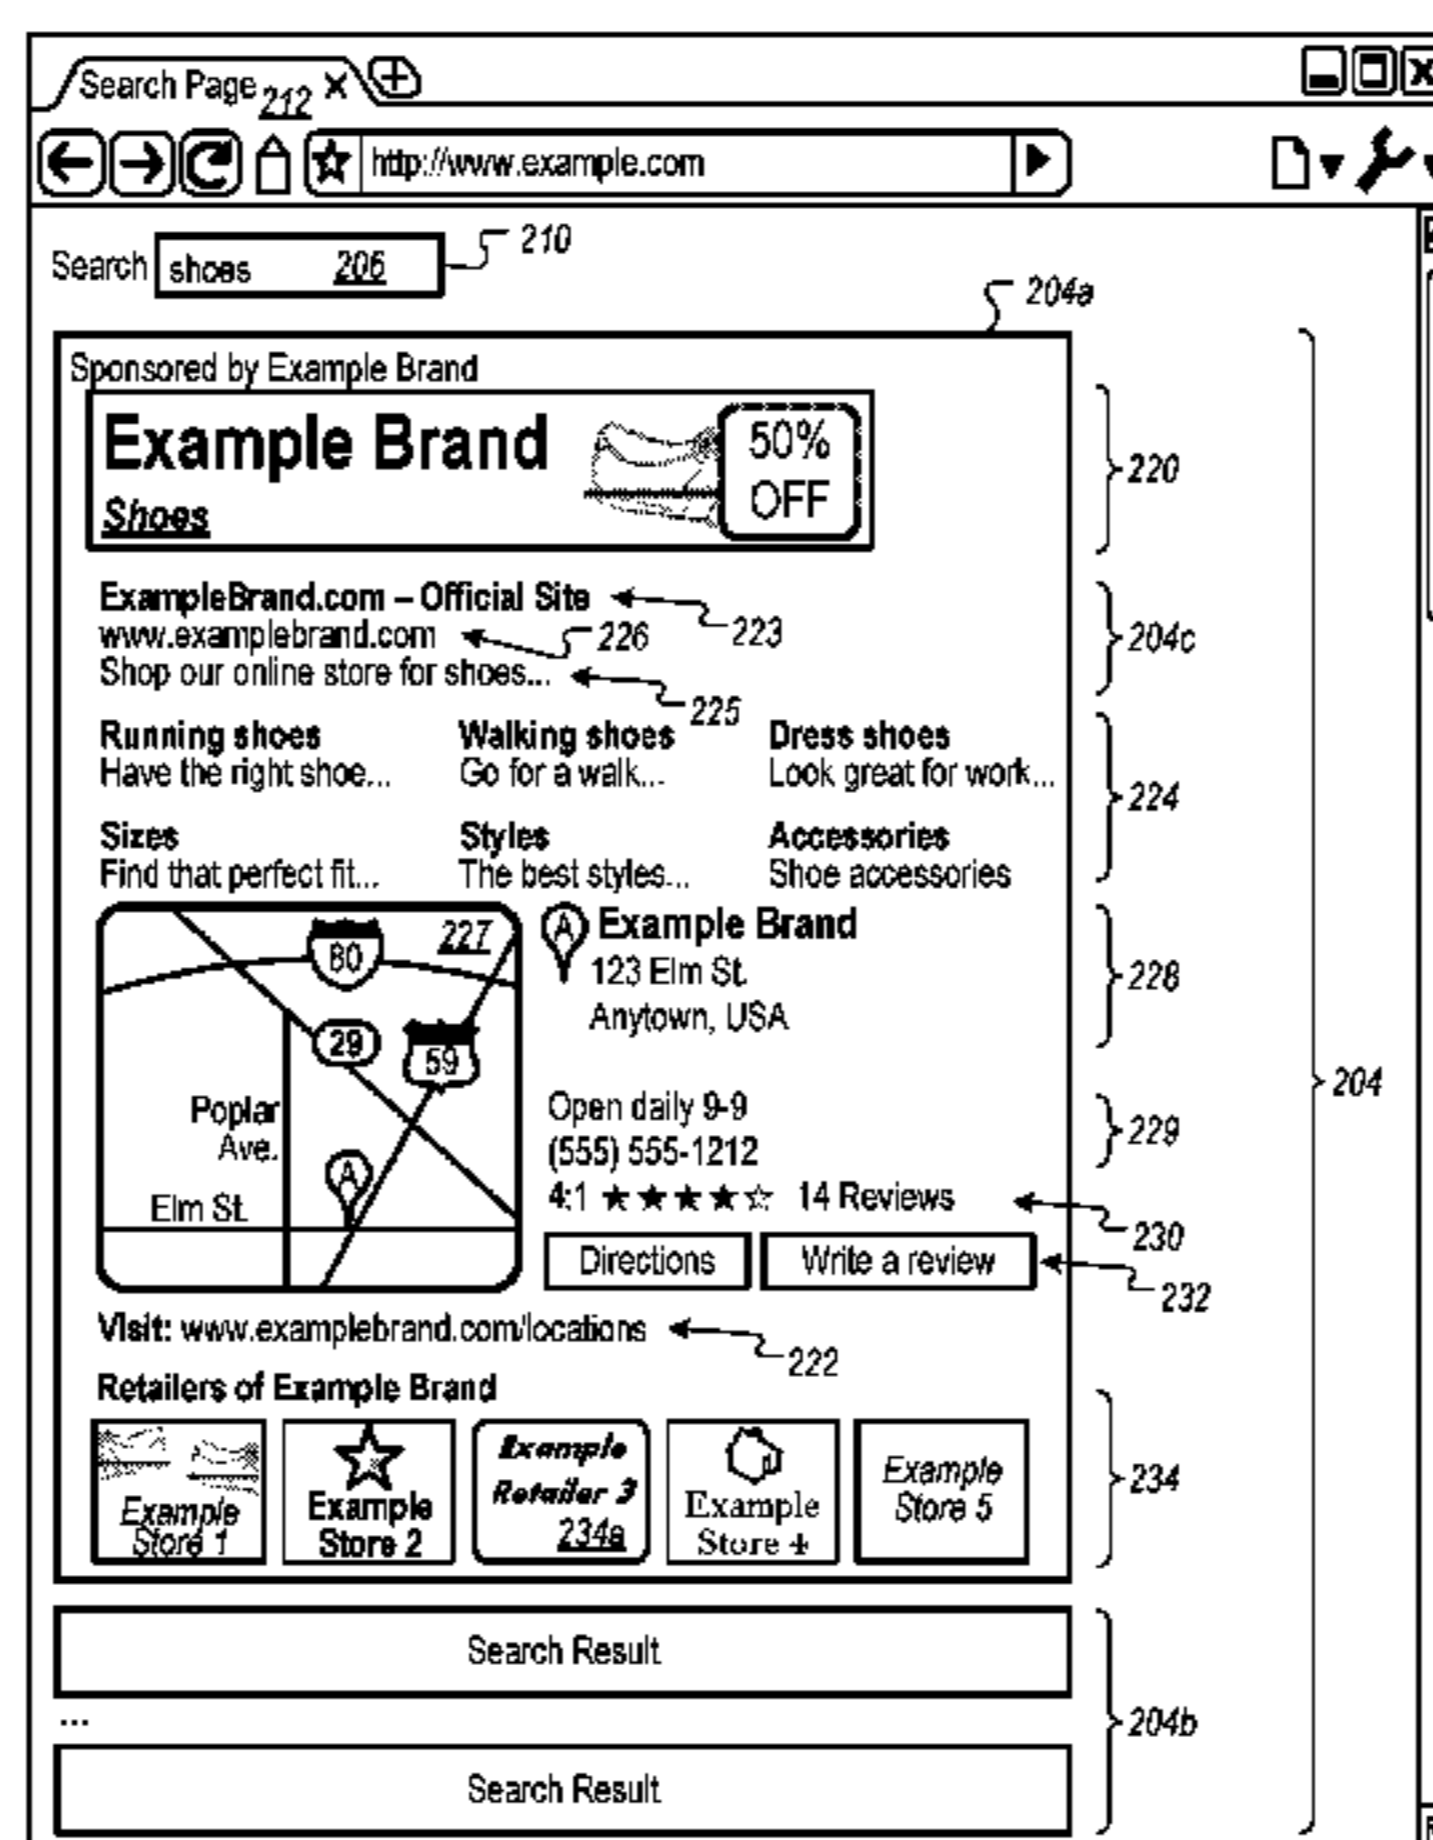 Search Page 212
http://www.example.com
Search shoes 206 210
204a
Sponsored by Example Brand
Example Brand
Shoes
50%
OFF
220
ExampleBrand.com – Official Site 223
www.examplebrand.com 226
Shop our online store for shoes... 225
204c
Running shoes Walking shoes Dress shoes
Have the right shoe... Go for a walk... Look great for work...
224
Sizes Styles Accessories
Find that perfect fit... The best styles... Shoe accessories
227
80
29
59
Poplar
Ave.
A
Elm St.
A Example Brand
123 Elm St.
Anytown, USA
228
204
Open daily 9-9
(555) 555-1212
229
4:1 ★★★★☆ 14 Reviews 230
Directions Write a review 232
Visit: www.examplebrand.com/locations 222
Retailers of Example Brand
Example
Store 1
Example
Store 2
Example
Retailer 3
234a
Example
Store 4
Example
Store 5
234
Search Result
...
204b
Search Result